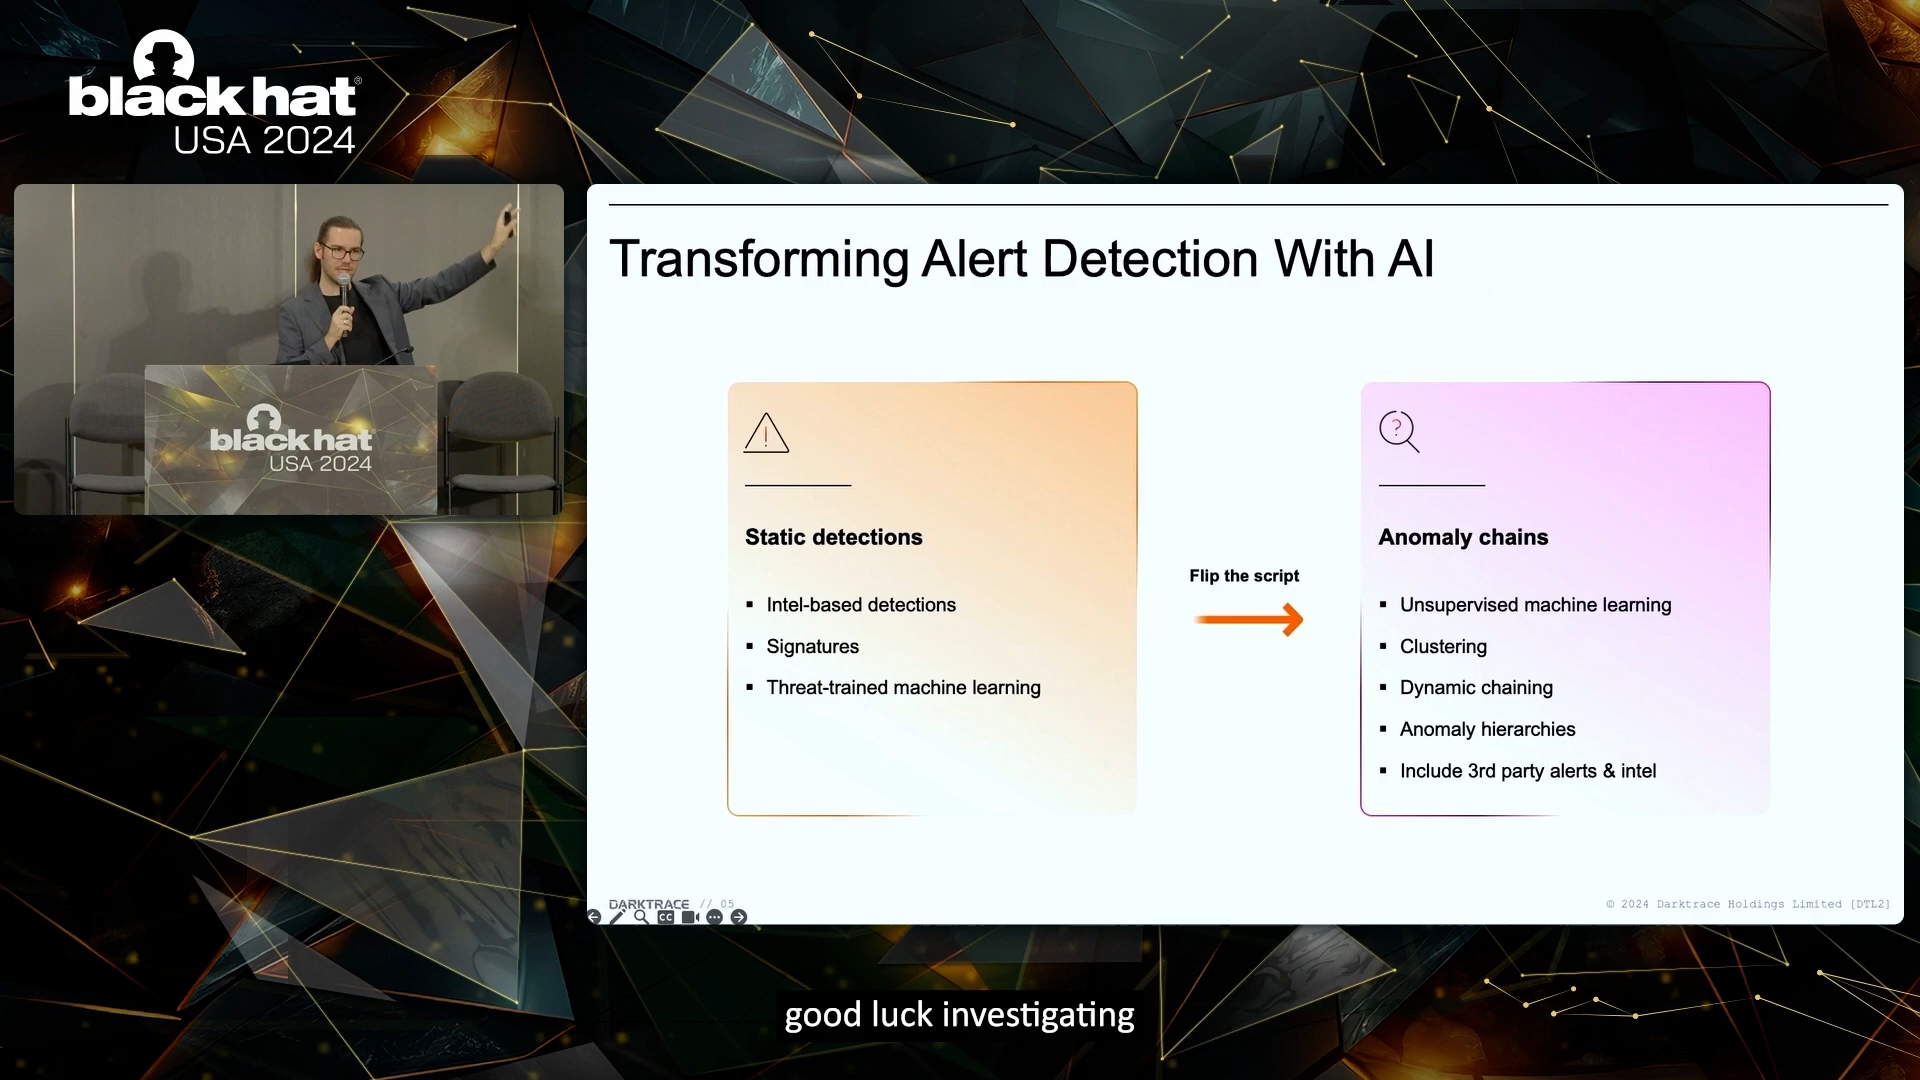 black hat®
USA 2024
black hat
USA 2024
Transforming Alert Detection With AI
!
Static detections
▪ Intel-based detections
▪ Signatures
▪ Threat-trained machine learning
Flip the script
?
Anomaly chains
▪ Unsupervised machine learning
▪ Clustering
▪ Dynamic chaining
▪ Anomaly hierarchies
▪ Include 3rd party alerts & intel
DARKTRACE // 05
CC
© 2024 Darktrace Holdings Limited [DTL2]
good luck investigating